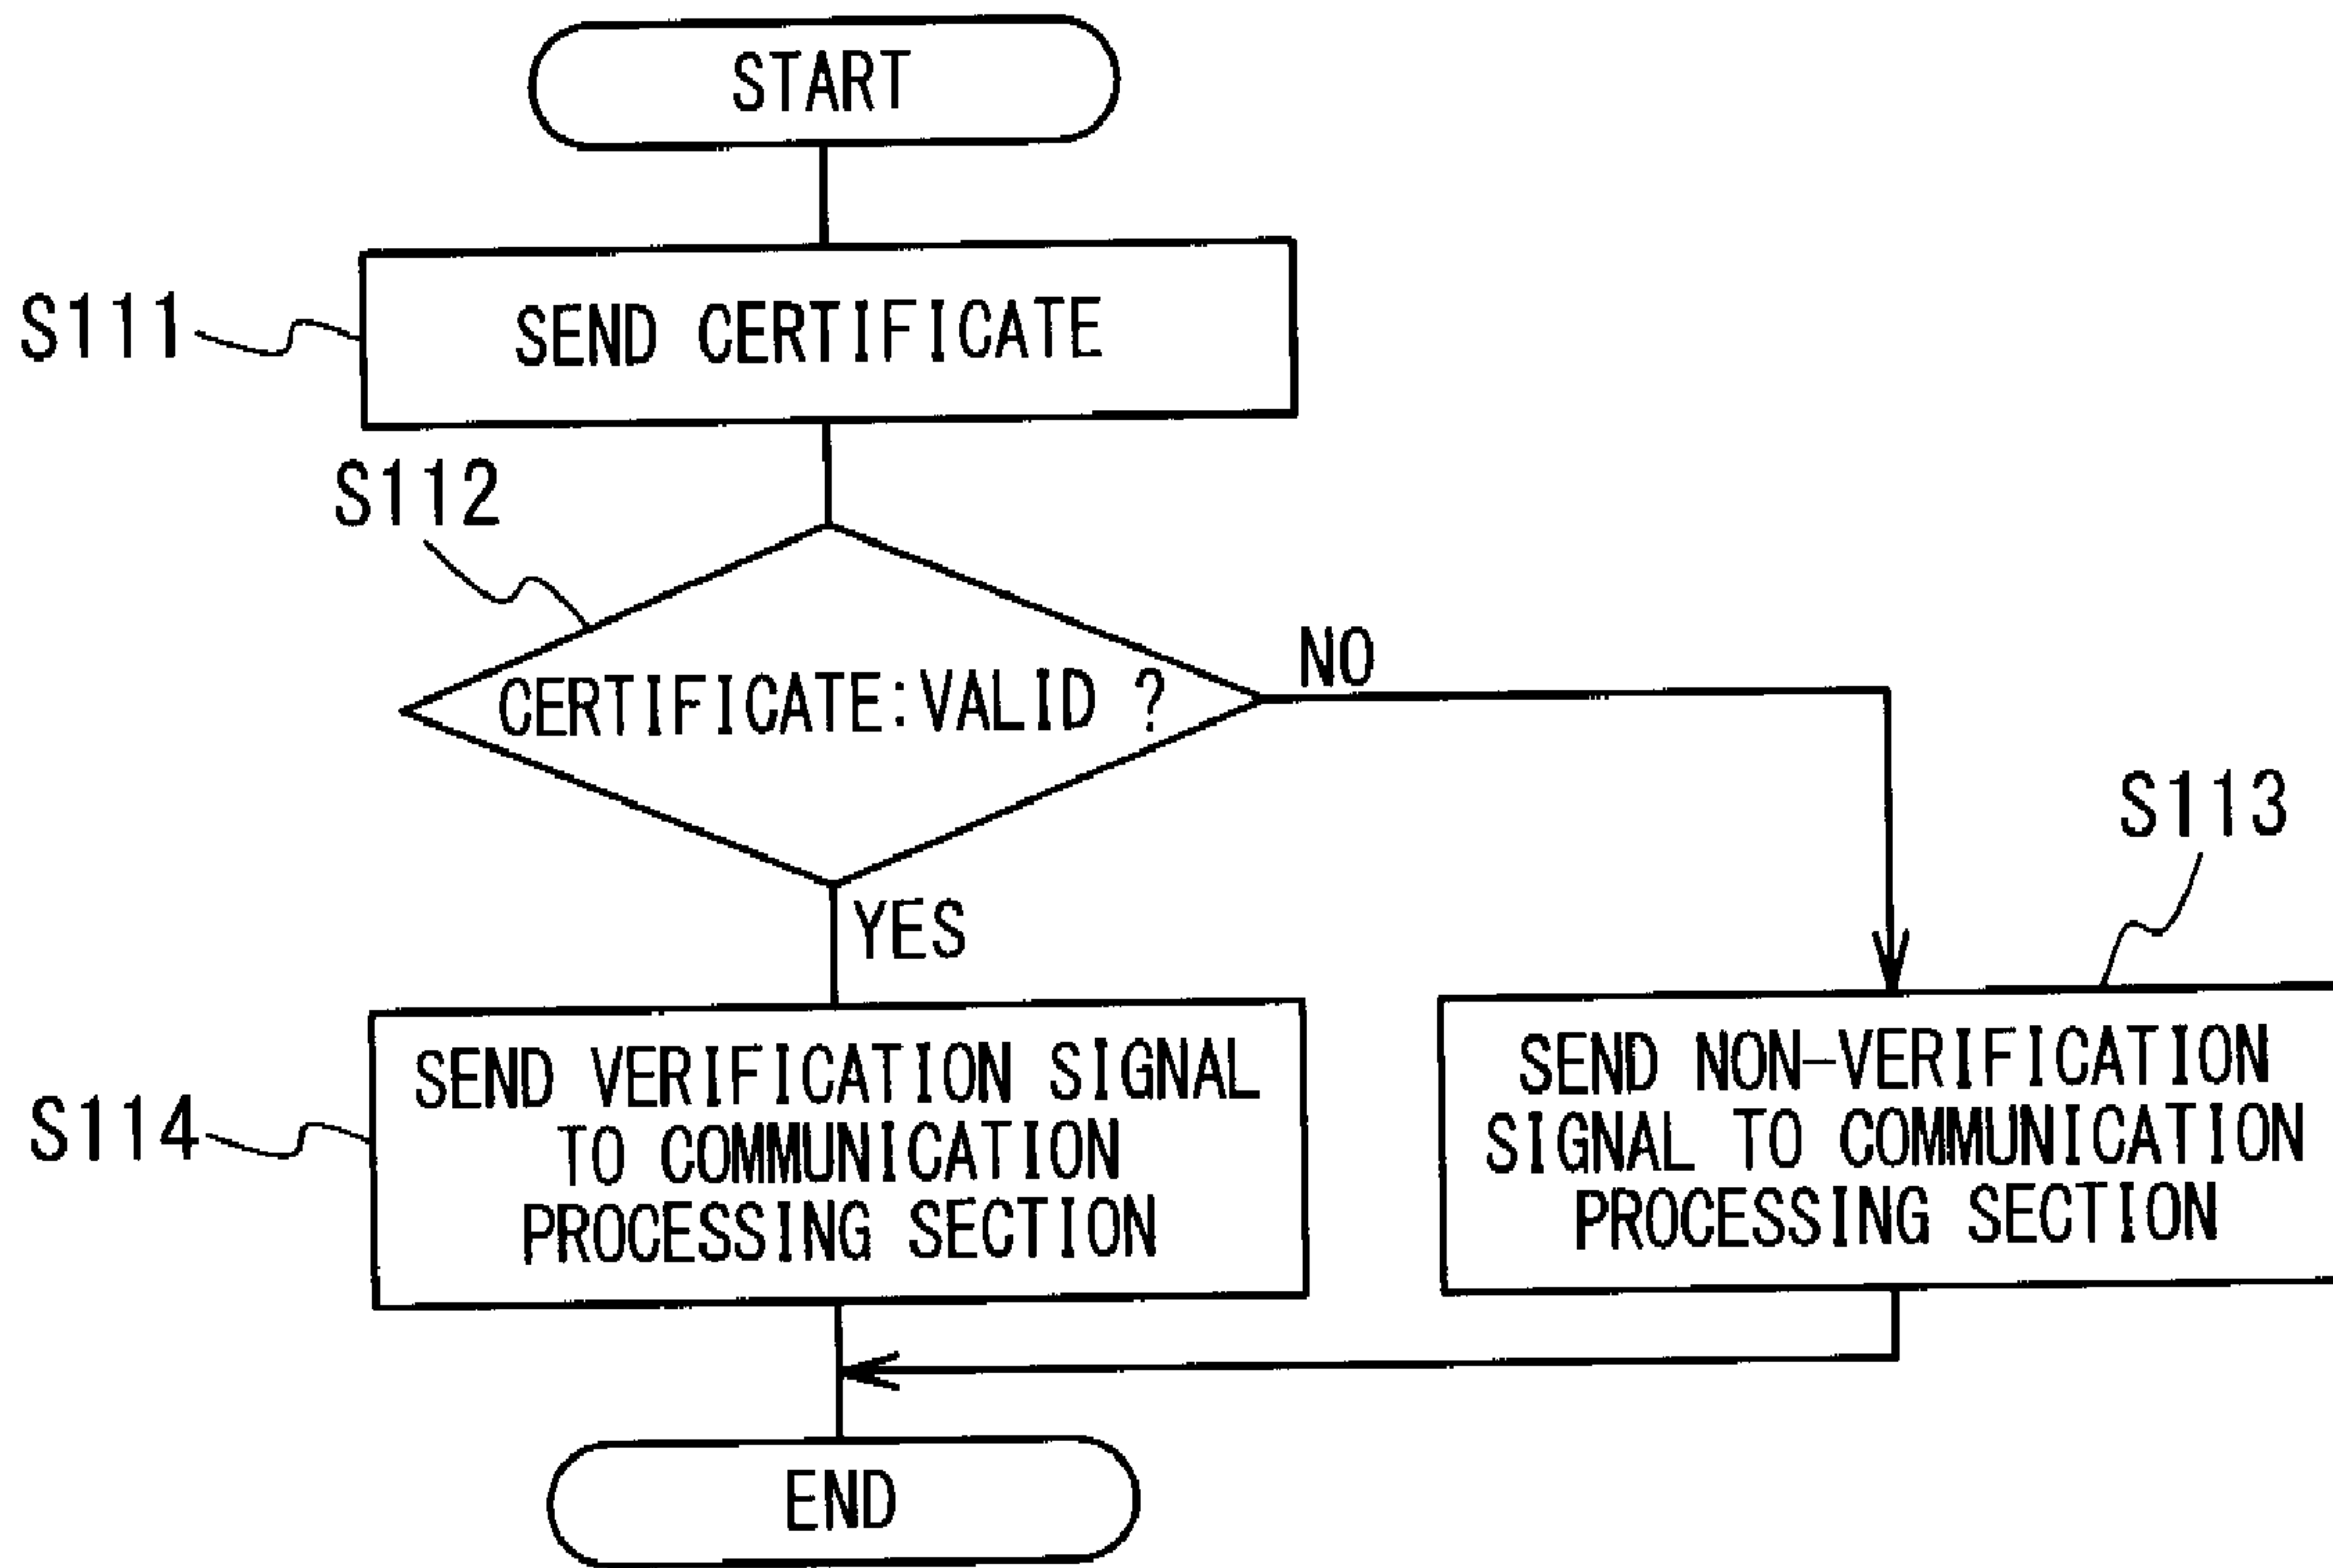 START
S111
SEND CERTIFICATE
S112
CERTIFICATE:VALID ?
NO
YES
S113
S114
SEND VERIFICATION SIGNAL
TO COMMUNICATION
PROCESSING SECTION
SEND NON-VERIFICATION
SIGNAL TO COMMUNICATION
PROCESSING SECTION
END